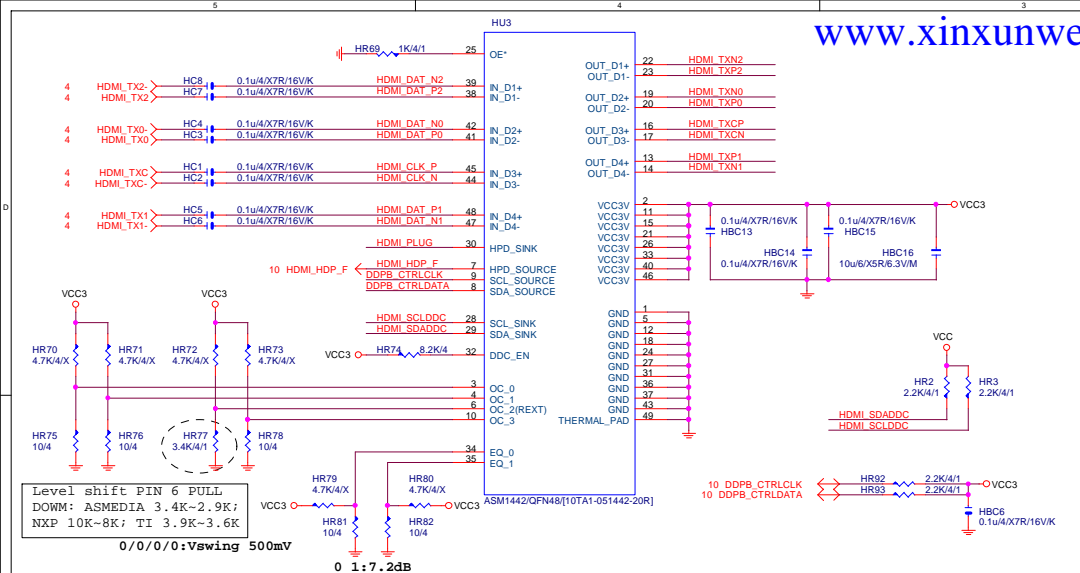 5
4
3
D
www.xinxunwe
HU3
HR69 1K/4/1 25 OE*
4 HDMI_TX2- HC8 0.1u/4/X7R/16V/K HDMI_DAT_N2 39 IN_D1+
4 HDMI_TX2 HC7 0.1u/4/X7R/16V/K HDMI_DAT_P2 38 IN_D1-
4 HDMI_TX0- HC4 0.1u/4/X7R/16V/K HDMI_DAT_N0 42 IN_D2+
4 HDMI_TX0 HC3 0.1u/4/X7R/16V/K HDMI_DAT_P0 41 IN_D2-
4 HDMI_TXC HC1 0.1u/4/X7R/16V/K HDMI_CLK_P 45 IN_D3+
4 HDMI_TXC- HC2 0.1u/4/X7R/16V/K HDMI_CLK_N 44 IN_D3-
4 HDMI_TX1 HC5 0.1u/4/X7R/16V/K HDMI_DAT_P1 48 IN_D4+
4 HDMI_TX1- HC6 0.1u/4/X7R/16V/K HDMI_DAT_N1 47 IN_D4-
HDMI_PLUG 30 HPD_SINK
10 HDMI_HDP_F HDMI_HDP_F 7 HPD_SOURCE
DDPB_CTRLCLK 9 SCL_SOURCE
DDPB_CTRLDATA 8 SDA_SOURCE
HDMI_SCLDDC 28 SCL_SINK
HDMI_SDADDC 29 SDA_SINK
VCC3 HR74 8.2K/4 32 DDC_EN
3 OC_0
4 OC_1
6 OC_2(REXT)
10 OC_3
34 EQ_0
35 EQ_1
OUT_D1+ 22 HDMI_TXN2
OUT_D1- 23 HDMI_TXP2
OUT_D2+ 19 HDMI_TXN0
OUT_D2- 20 HDMI_TXP0
OUT_D3+ 16 HDMI_TXCP
OUT_D3- 17 HDMI_TXCN
OUT_D4+ 13 HDMI_TXP1
OUT_D4- 14 HDMI_TXN1
VCC3V 2 VCC3
VCC3V 11
VCC3V 15
VCC3V 21
VCC3V 26
VCC3V 33
VCC3V 40
VCC3V 46
0.1u/4/X7R/16V/K
HBC13
HBC14
0.1u/4/X7R/16V/K
0.1u/4/X7R/16V/K
HBC15
HBC16
10u/6/X5R/6.3V/M
GND 1
GND 5
GND 12
GND 18
GND 24
GND 27
GND 31
GND 36
GND 37
GND 43
THERMAL_PAD 49
ASM1442/QFN48/[10TA1-051442-20R]
VCC3 VCC3
HR70 HR71 HR72 HR73
4.7K/4/X 4.7K/4/X 4.7K/4/X 4.7K/4/X
HR75 HR76 HR77 HR78
10/4 10/4 3.4K/4/1 10/4
HR79 HR80
4.7K/4/X 4.7K/4/X
VCC3 VCC3
HR81 HR82
10/4 10/4
Level shift PIN 6 PULL
DOWM: ASMEDIA 3.4K~2.9K;
NXP 10K~8K; TI 3.9K~3.6K
0/0/0/0:Vswing 500mV
0 1:7.2dB
VCC
HR2 HR3
2.2K/4/1 2.2K/4/1
HDMI_SDADDC
HDMI_SCLDDC
10 DDPB_CTRLCLK HR92 2.2K/4/1 VCC3
10 DDPB_CTRLDATA HR93 2.2K/4/1
HBC6
0.1u/4/X7R/16V/K